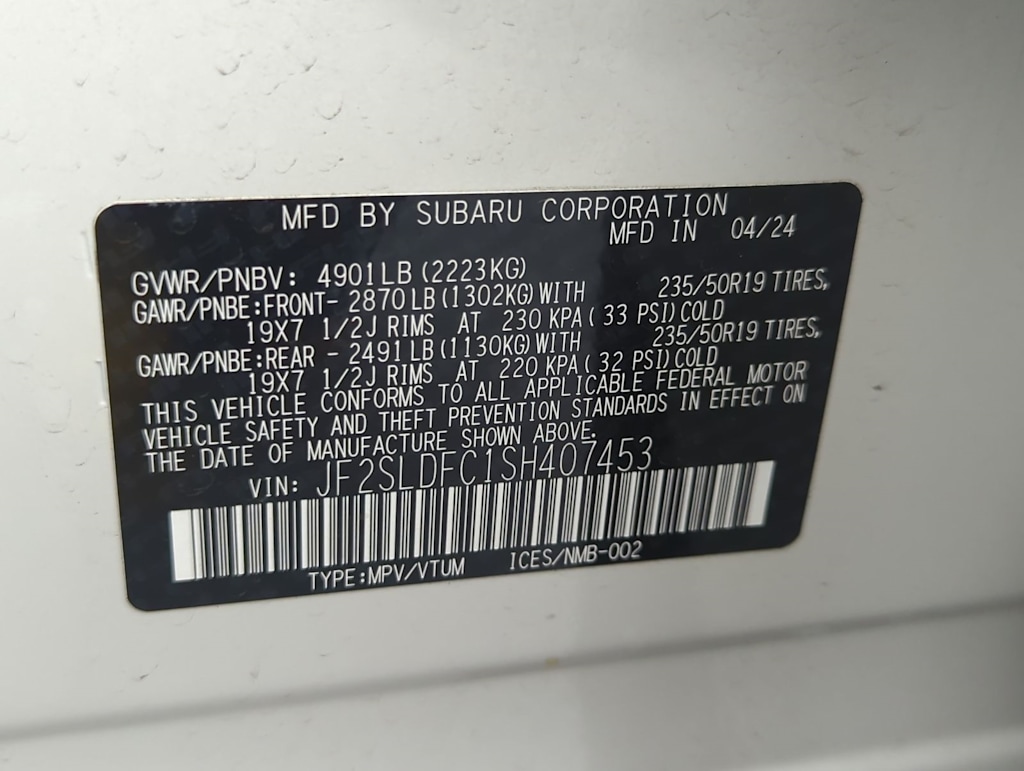 MFD BY SUBARU CORPORATION
MFD IN 04/24
GVWR/PNBV: 4901LB(2223KG)
GAWR/PNBE:FRONT- 2870LB(1302KG)WITH 235/50R19 TIRES,
19X7 1/2J RIMS AT 230 KPA( 33 PSI)COLD
GAWR/PNBE:REAR - 2491LB(1130KG)WITH 235/50R19 TIRES,
19X7 1/2J RIMS AT 220 KPA( 32 PSI)COLD
THIS VEHICLE CONFORMS TO ALL APPLICABLE FEDERAL MOTOR
VEHICLE SAFETY AND THEFT PREVENTION STANDARDS IN EFFECT ON
THE DATE OF MANUFACTURE SHOWN ABOVE.
VIN: JF2SLDFC1SH407453
TYPE:MPV/VTUM ICES/NMB-002